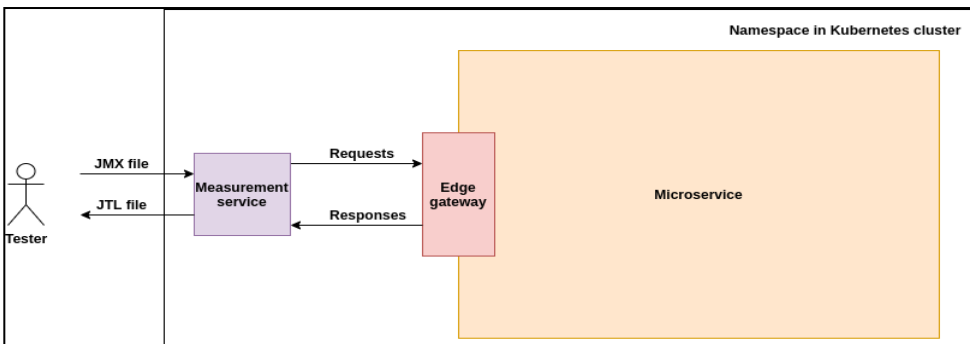 Namespace in Kubernetes cluster
JMX file
JTL file
Tester
Measurement
service
Requests
Responses
Edge
gateway
Microservice